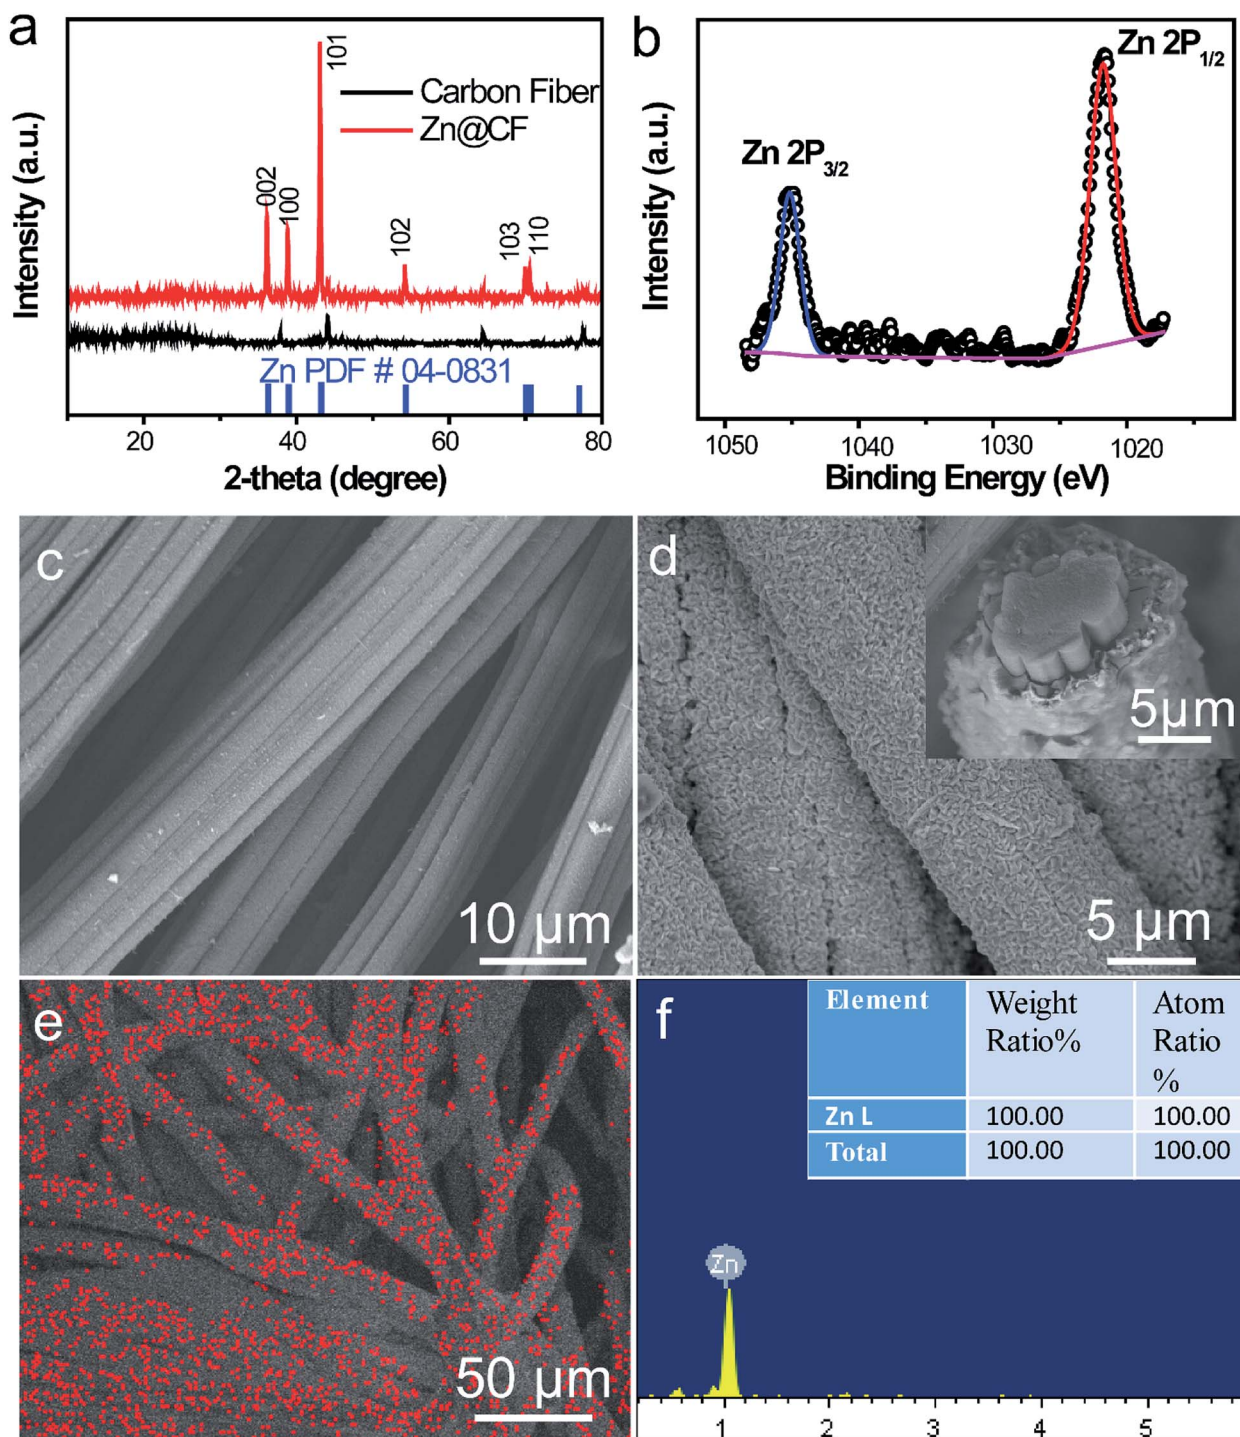 a
Intensity (a.u.)
002
100
101
102
103
110
Carbon Fiber
Zn@CF
Zn PDF # 04-0831
20
40
60
80
2-theta (degree)
b
Intensity (a.u.)
Zn 2P3/2
Zn 2P1/2
1050
1040
1030
1020
Binding Energy (eV)
c
10 µm
d
5µm
5 µm
e
50 µm
f
Element
Weight
Ratio%
Atom
Ratio
%
Zn L
100.00
100.00
Total
100.00
100.00
Zn
1
2
3
4
5